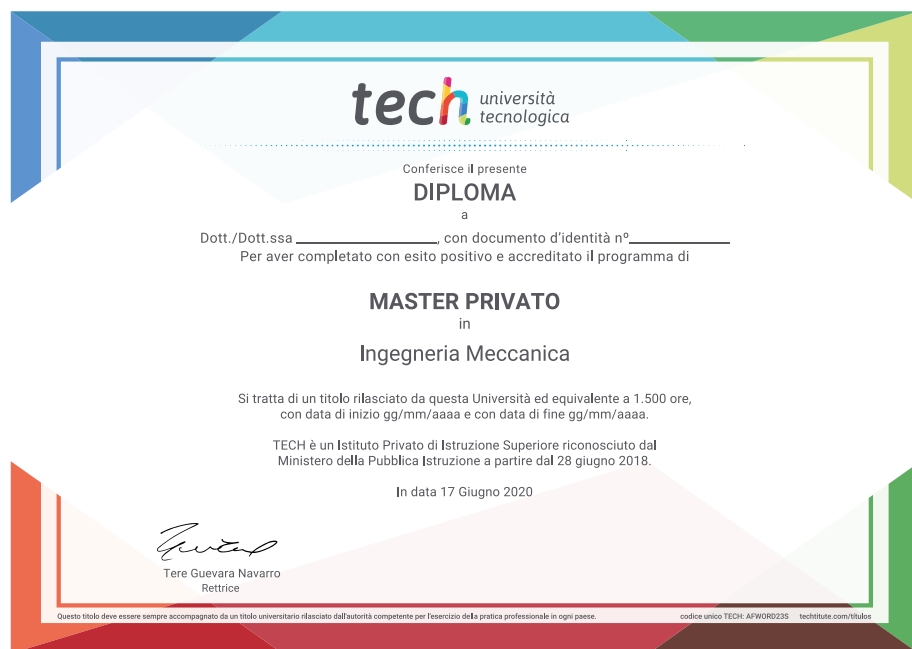 tech università
tecnologica
Conferisce il presente
DIPLOMA
a
Dott./Dott.ssa ____________________, con documento d'identità nº______________
Per aver completato con esito positivo e accreditato il programma di
MASTER PRIVATO
in
Ingegneria Meccanica
Si tratta di un titolo rilasciato da questa Università ed equivalente a 1.500 ore,
con data di inizio gg/mm/aaaa e con data di fine gg/mm/aaaa.
TECH è un Istituto Privato di Istruzione Superiore riconosciuto dal
Ministero della Pubblica Istruzione a partire dal 28 giugno 2018.
In data 17 Giugno 2020
Tere Guevara Navarro
Rettrice
Questo titolo deve essere sempre accompagnato da un titolo universitario rilasciato dall'autorità competente per l'esercizio della pratica professionale in ogni paese. codice unico TECH: AFWORD23S techtitute.com/títulos